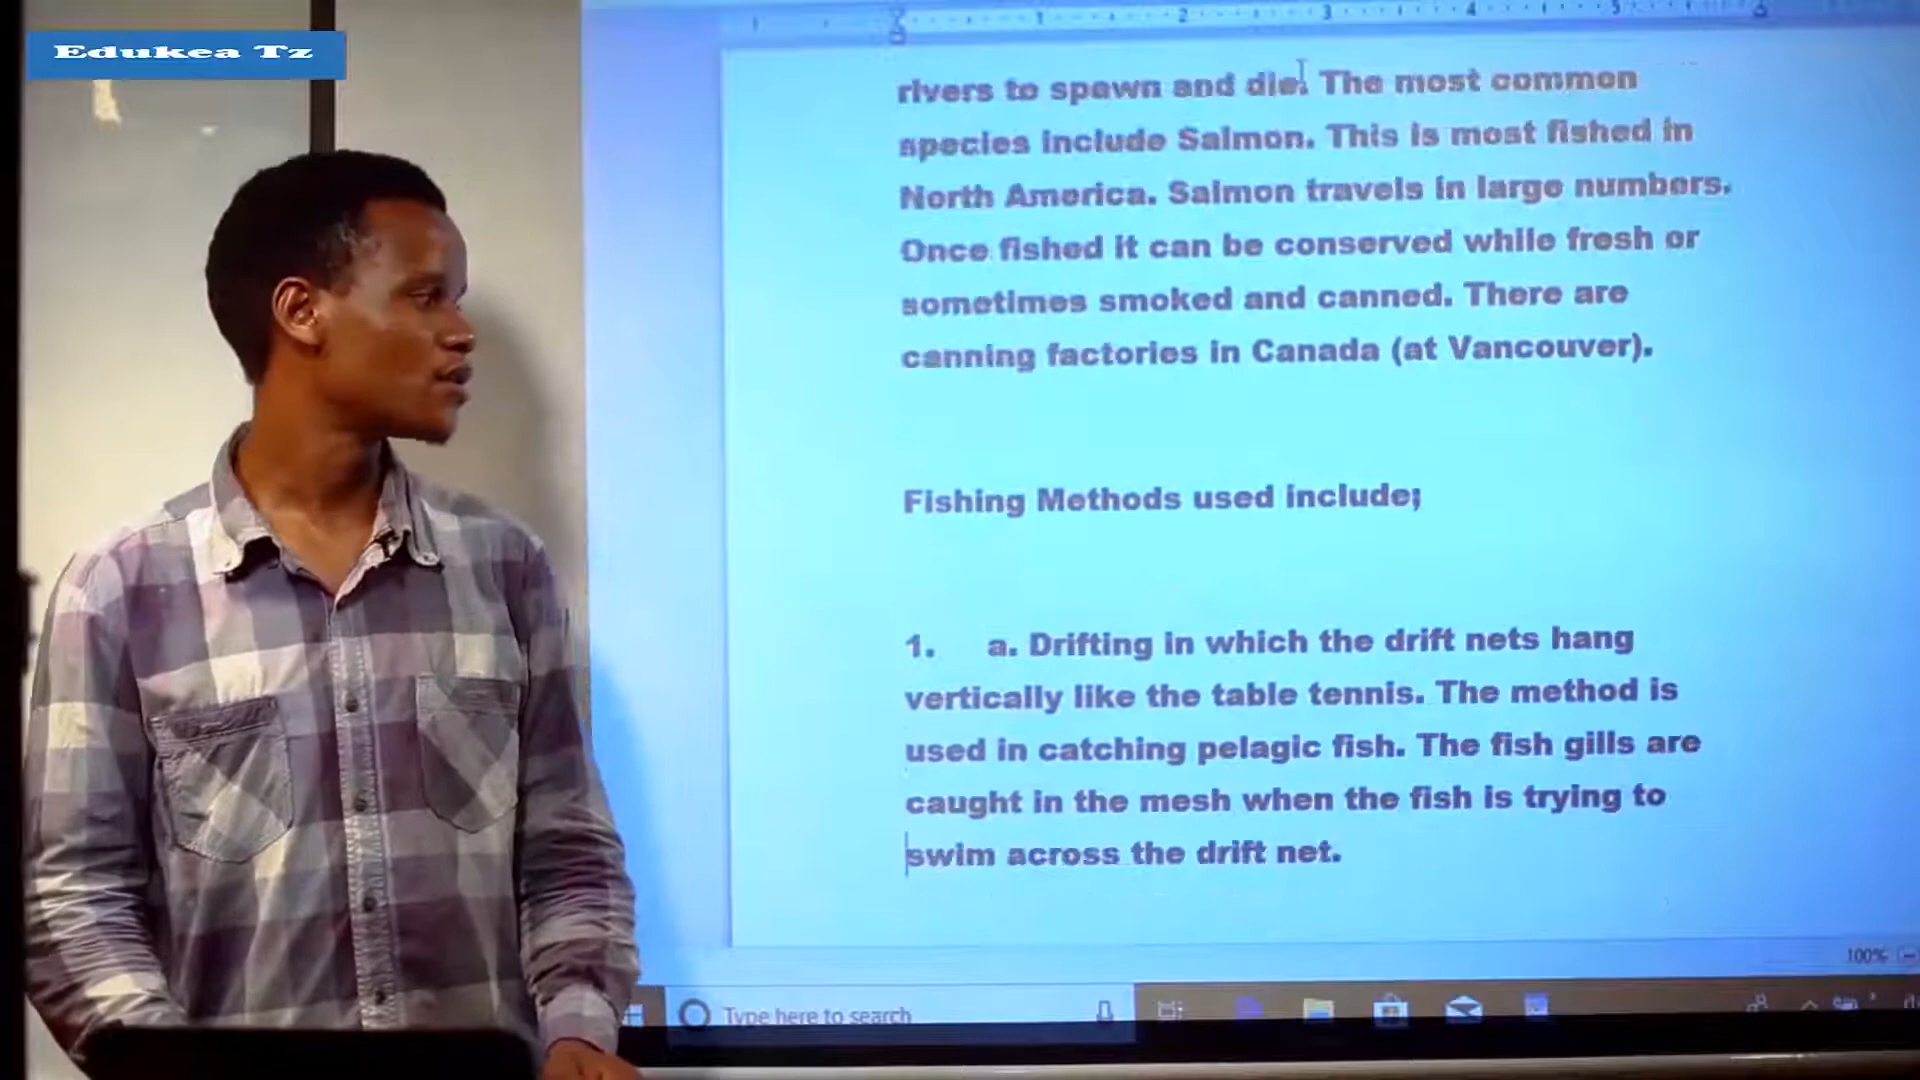 Edukea Tz
1 2 3 4 5
rivers to spawn and die. The most common
species include Salmon. This is most fished in
North America. Salmon travels in large numbers.
Once fished it can be conserved while fresh or
sometimes smoked and canned. There are
canning factories in Canada (at Vancouver).
Fishing Methods used include;
1. a. Drifting in which the drift nets hang
vertically like the table tennis. The method is
used in catching pelagic fish. The fish gills are
caught in the mesh when the fish is trying to
swim across the drift net.
100%
Type here to search